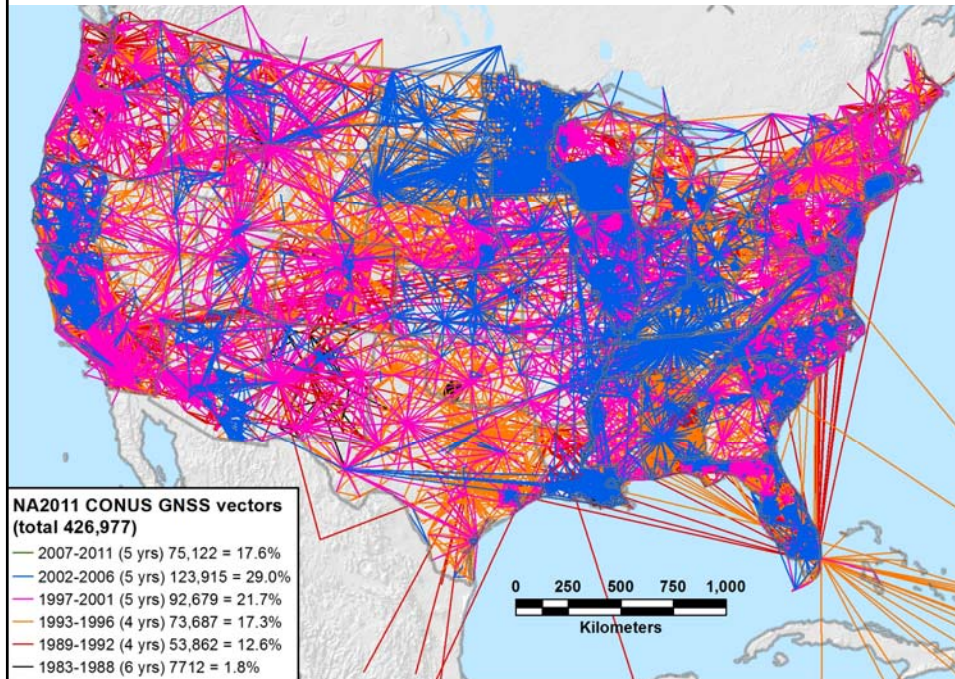 NA2011 CONUS GNSS vectors
(total 426,977)
2007-2011 (5 yrs) 75,122 = 17.6%
2002-2006 (5 yrs) 123,915 = 29.0%
1997-2001 (5 yrs) 92,679 = 21.7%
1993-1996 (4 yrs) 73,687 = 17.3%
1989-1992 (4 yrs) 53,862 = 12.6%
1983-1988 (6 yrs) 7712 = 1.8%
0 250 500 750 1,000
Kilometers